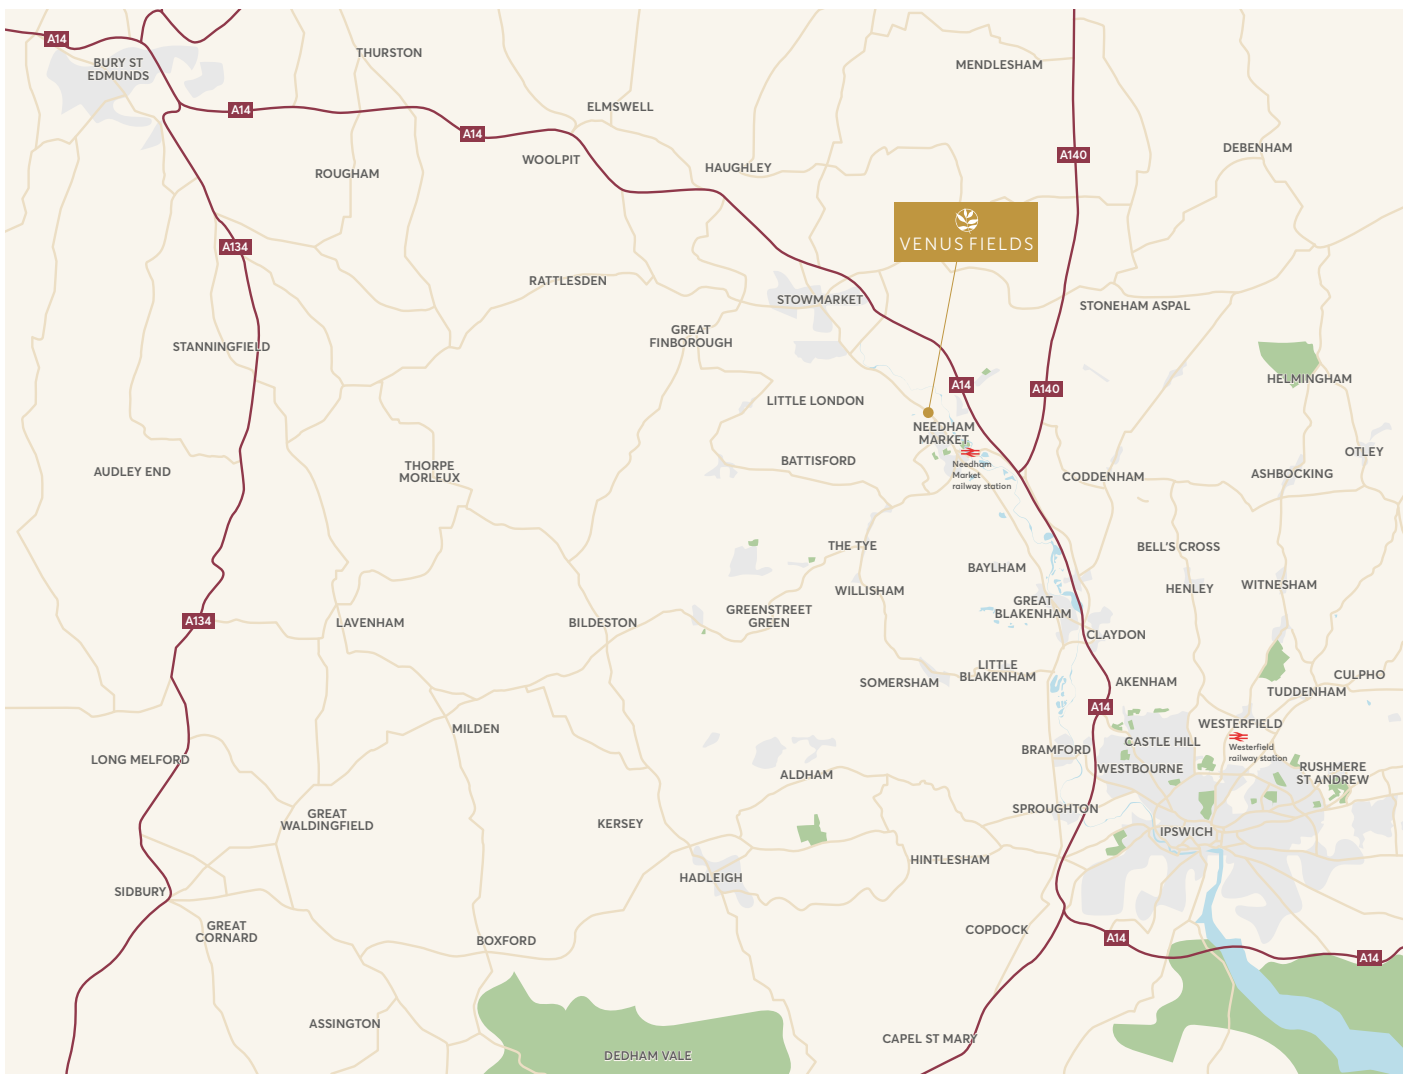 A14
THURSTON
BURY ST
EDMUNDS
MENDLESHAM
A14
ELMSWELL
A14
WOOLPIT
HAUGHLEY
A140
DEBENHAM
ROUGHAM
VENUS FIELDS
A134
RATTLESDEN
STOWMARKET
STONEHAM ASPAL
GREAT
FINBOROUGH
STANNINGFIELD
HELMINGHAM
A14
A140
LITTLE LONDON
NEEDHAM
MARKET
OTLEY
BATTISFORD
Needham
Market
railway station
AUDLEY END
THORPE
MORLEUX
CODDENHAM
ASHBOCKING
THE TYE
BELL'S CROSS
BAYLHAM
WILLISHAM
HENLEY
WITNESHAM
GREAT
BLAKENHAM
GREENSTREET
GREEN
A134
LAVENHAM
BILDESTON
CLAYDON
LITTLE
BLAKENHAM
SOMERSHAM
AKENHAM
CULPHO
TUDDENHAM
A14
MILDEN
WESTERFIELD
Westerfield
railway station
CASTLE HILL
BRAMFORD
LONG MELFORD
WESTBOURNE
RUSHMERE
ST ANDREW
ALDHAM
SPROUGHTON
GREAT
WALDINGFIELD
KERSEY
IPSWICH
HINTLESHAM
HADLEIGH
SIDBURY
GREAT
CORNARD
COPDOCK
A14
BOXFORD
A14
ASSINGTON
CAPEL ST MARY
DEDHAM VALE